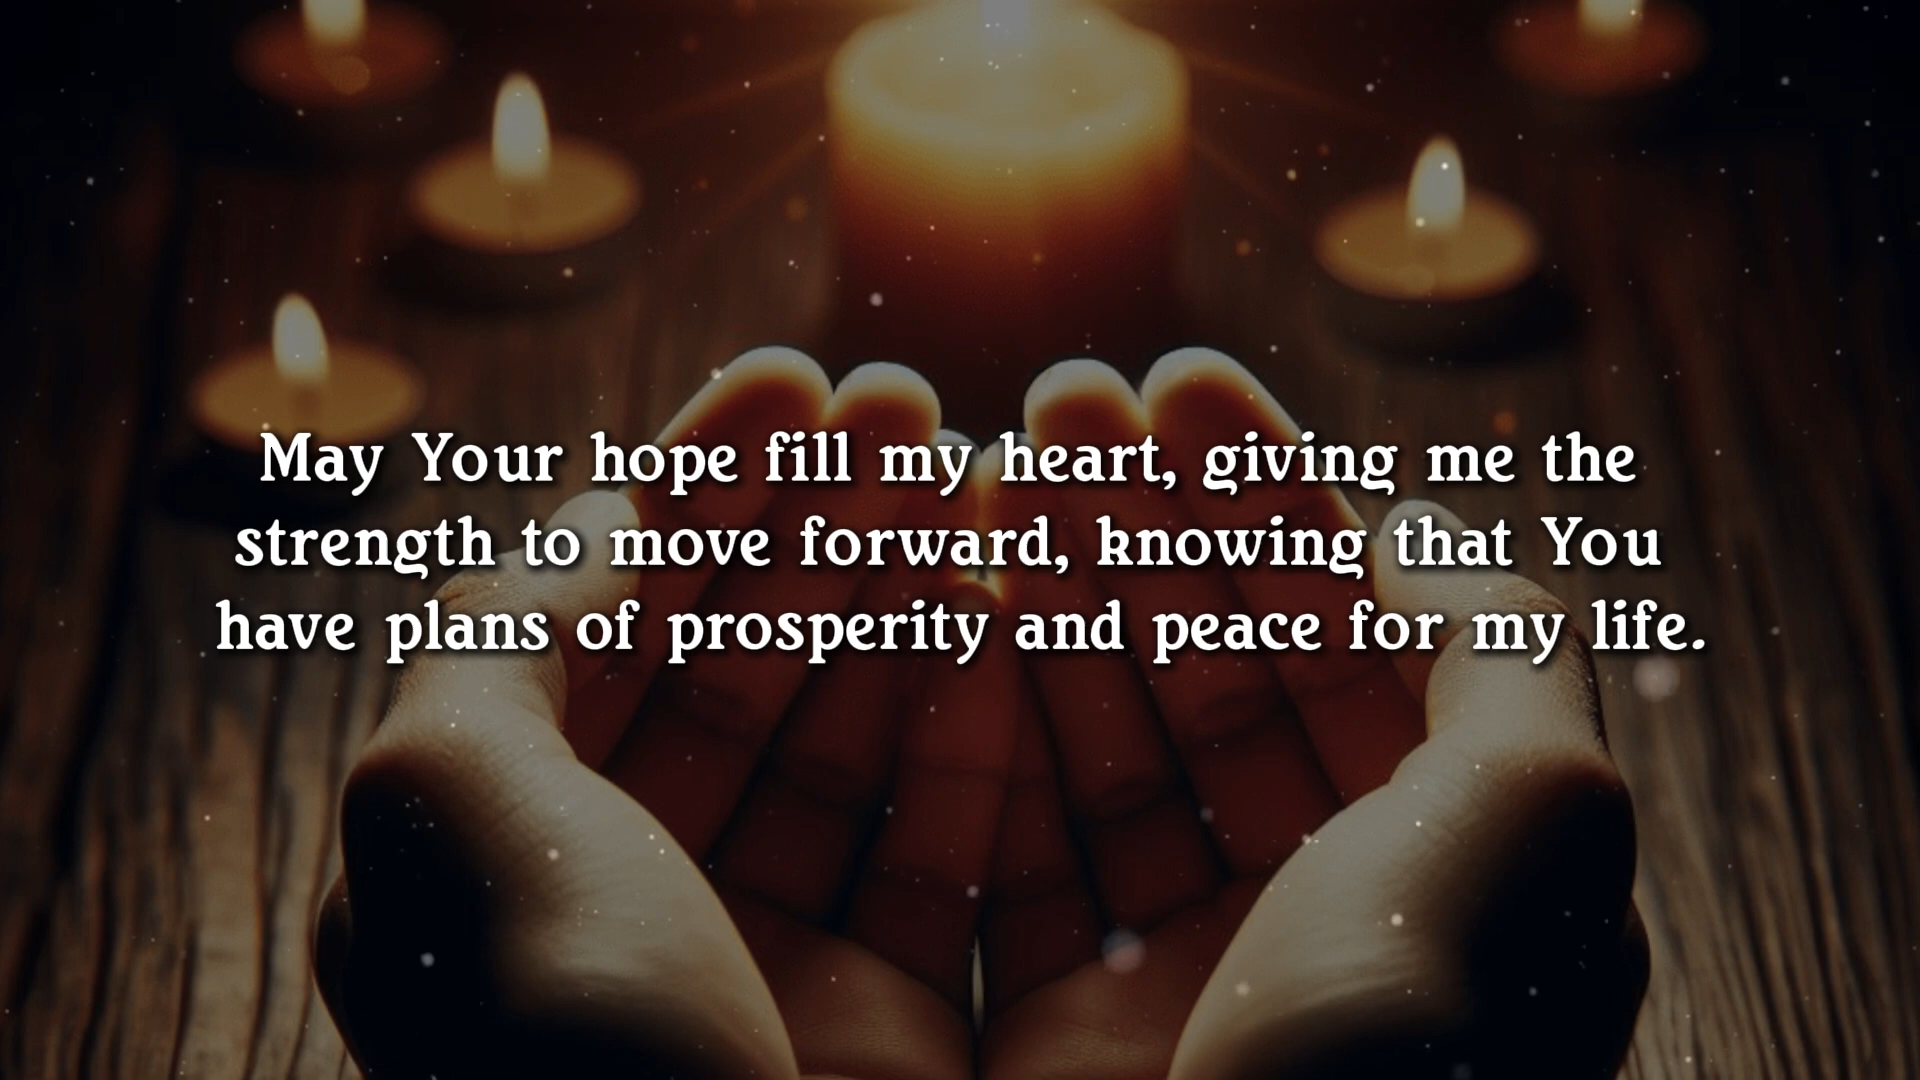 May Your hope fill my heart, giving me the
strength to move forward, knowing that You
have plans of prosperity and peace for my life.